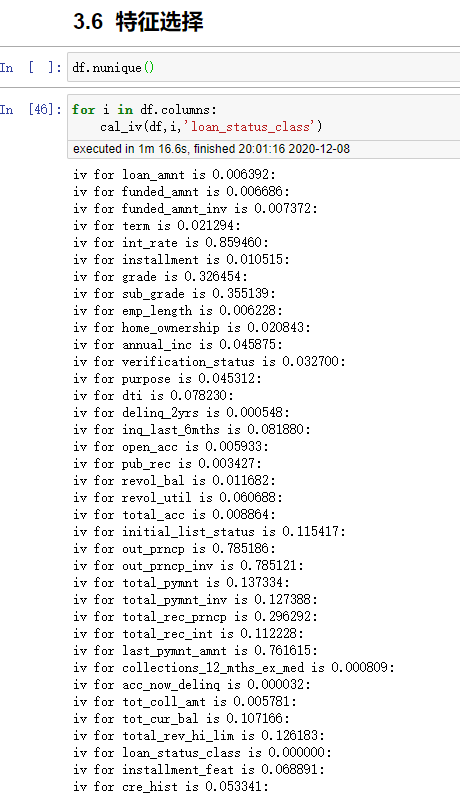 3.6 特征选择
In [ ]: df.nunique()
In [46]: for i in df.columns:
cal_iv(df,i,'loan_status_class')
executed in 1m 16.6s, finished 20:01:16 2020-12-08
iv for loan_amnt is 0.006392:
iv for funded_amnt is 0.006686:
iv for funded_amnt_inv is 0.007372:
iv for term is 0.021294:
iv for int_rate is 0.859460:
iv for installment is 0.010515:
iv for grade is 0.326454:
iv for sub_grade is 0.355139:
iv for emp_length is 0.006228:
iv for home_ownership is 0.020843:
iv for annual_inc is 0.045875:
iv for verification_status is 0.032700:
iv for purpose is 0.045312:
iv for dti is 0.078230:
iv for delinq_2yrs is 0.000548:
iv for inq_last_6mths is 0.081880:
iv for open_acc is 0.005933:
iv for pub_rec is 0.003427:
iv for revol_bal is 0.011682:
iv for revol_util is 0.060688:
iv for total_acc is 0.008864:
iv for initial_list_status is 0.115417:
iv for out_prncp is 0.785186:
iv for out_prncp_inv is 0.785121:
iv for total_pymnt is 0.137334:
iv for total_pymnt_inv is 0.127388:
iv for total_rec_prncp is 0.296292:
iv for total_rec_int is 0.112228:
iv for last_pymnt_amnt is 0.761615:
iv for collections_12_mths_ex_med is 0.000809:
iv for acc_now_delinq is 0.000032:
iv for tot_coll_amt is 0.005781:
iv for tot_cur_bal is 0.107166:
iv for total_rev_hi_lim is 0.126183:
iv for loan_status_class is 0.000000:
iv for installment_feat is 0.068891:
iv for cre_hist is 0.053341: